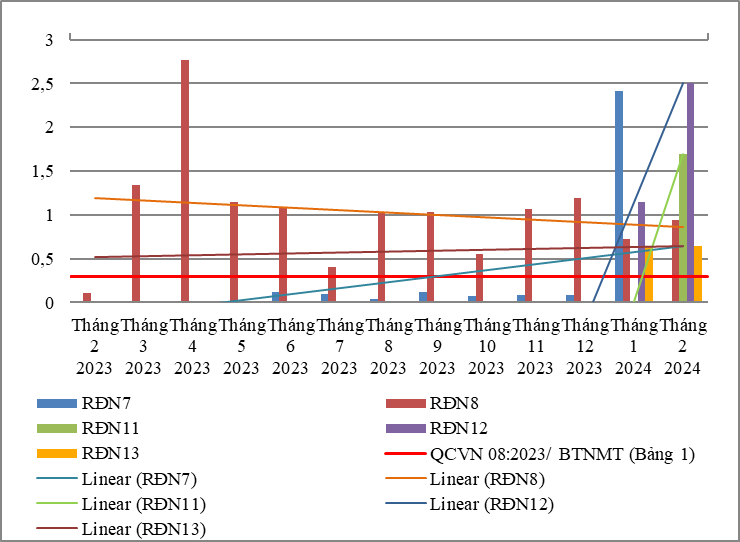 3
2,5
2
1,5
1
0,5
0
Tháng Tháng Tháng Tháng Tháng Tháng Tháng Tháng Tháng Tháng Tháng Tháng Tháng
2 3 4 5 6 7 8 9 10 11 12 1 2
2023 2023 2023 2023 2023 2023 2023 2023 2023 2023 2023 2024 2024
RĐN7 RĐN8
RĐN11 RĐN12
RĐN13 QCVN 08:2023/ BTNMT (Bảng 1)
Linear (RĐN7) Linear (RĐN8)
Linear (RĐN11) Linear (RĐN12)
Linear (RĐN13)